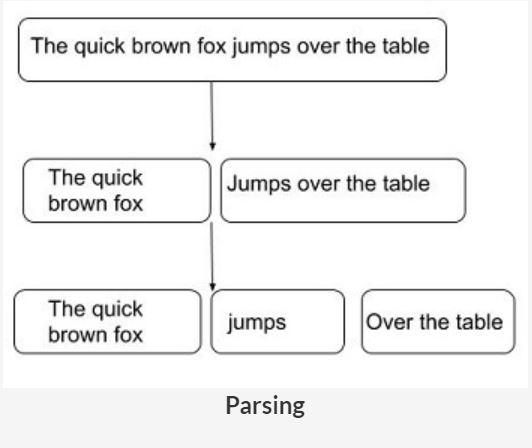 The quick brown fox jumps over the table
The quick
brown fox
Jumps over the table
The quick
brown fox
jumps
Over the table
Parsing